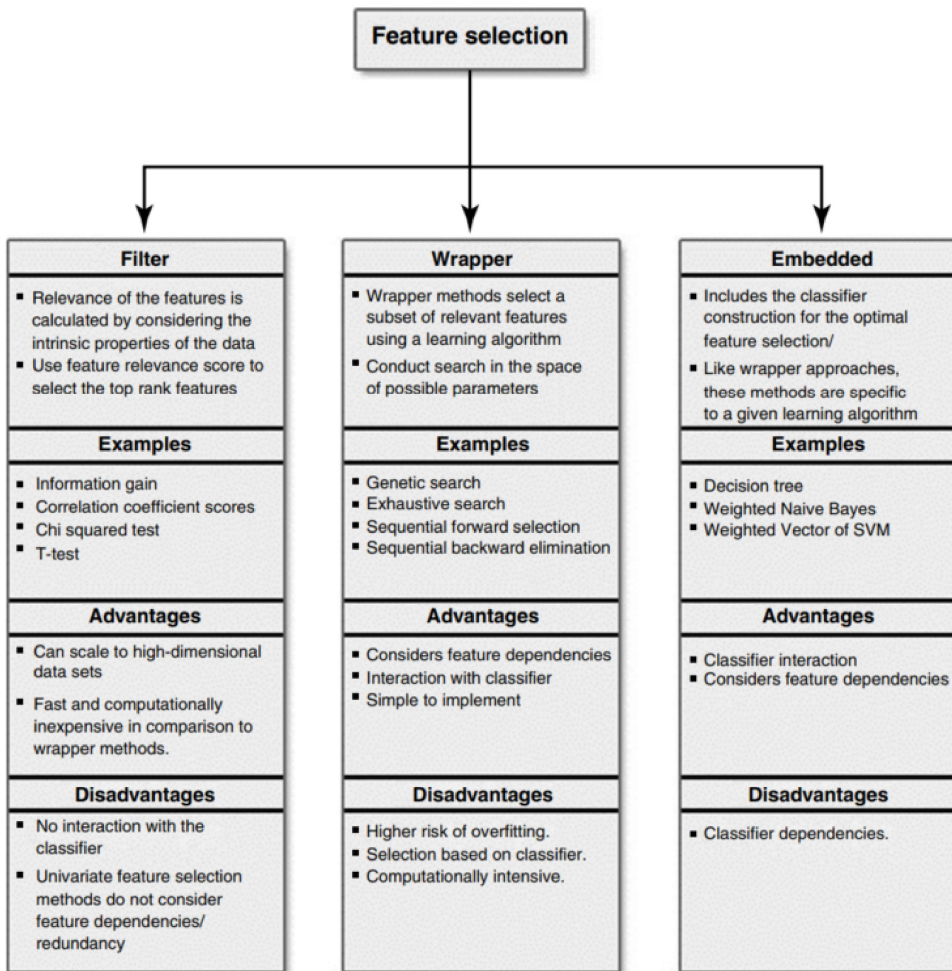 Feature selection
Filter
▪ Relevance of the features is
calculated by considering the
intrinsic properties of the data
▪ Use feature relevance score to
select the top rank features
Examples
▪ Information gain
▪ Correlation coefficient scores
▪ Chi squared test
▪ T-test
Advantages
▪ Can scale to high-dimensional
data sets
▪ Fast and computationally
inexpensive in comparison to
wrapper methods.
Disadvantages
▪ No interaction with the
classifier
▪ Univariate feature selection
methods do not consider
feature dependencies/
redundancy
Wrapper
▪ Wrapper methods select a
subset of relevant features
using a learning algorithm
▪ Conduct search in the space
of possible parameters
Examples
▪ Genetic search
▪ Exhaustive search
▪ Sequential forward selection
▪ Sequential backward elimination
Advantages
▪ Considers feature dependencies
▪ Interaction with classifier
▪ Simple to implement
Disadvantages
▪ Higher risk of overfitting.
▪ Selection based on classifier.
▪ Computationally intensive.
Embedded
▪ Includes the classifier
construction for the optimal
feature selection/
▪ Like wrapper approaches,
these methods are specific
to a given learning algorithm
Examples
▪ Decision tree
▪ Weighted Naive Bayes
▪ Weighted Vector of SVM
Advantages
▪ Classifier interaction
▪ Considers feature dependencies
Disadvantages
▪ Classifier dependencies.